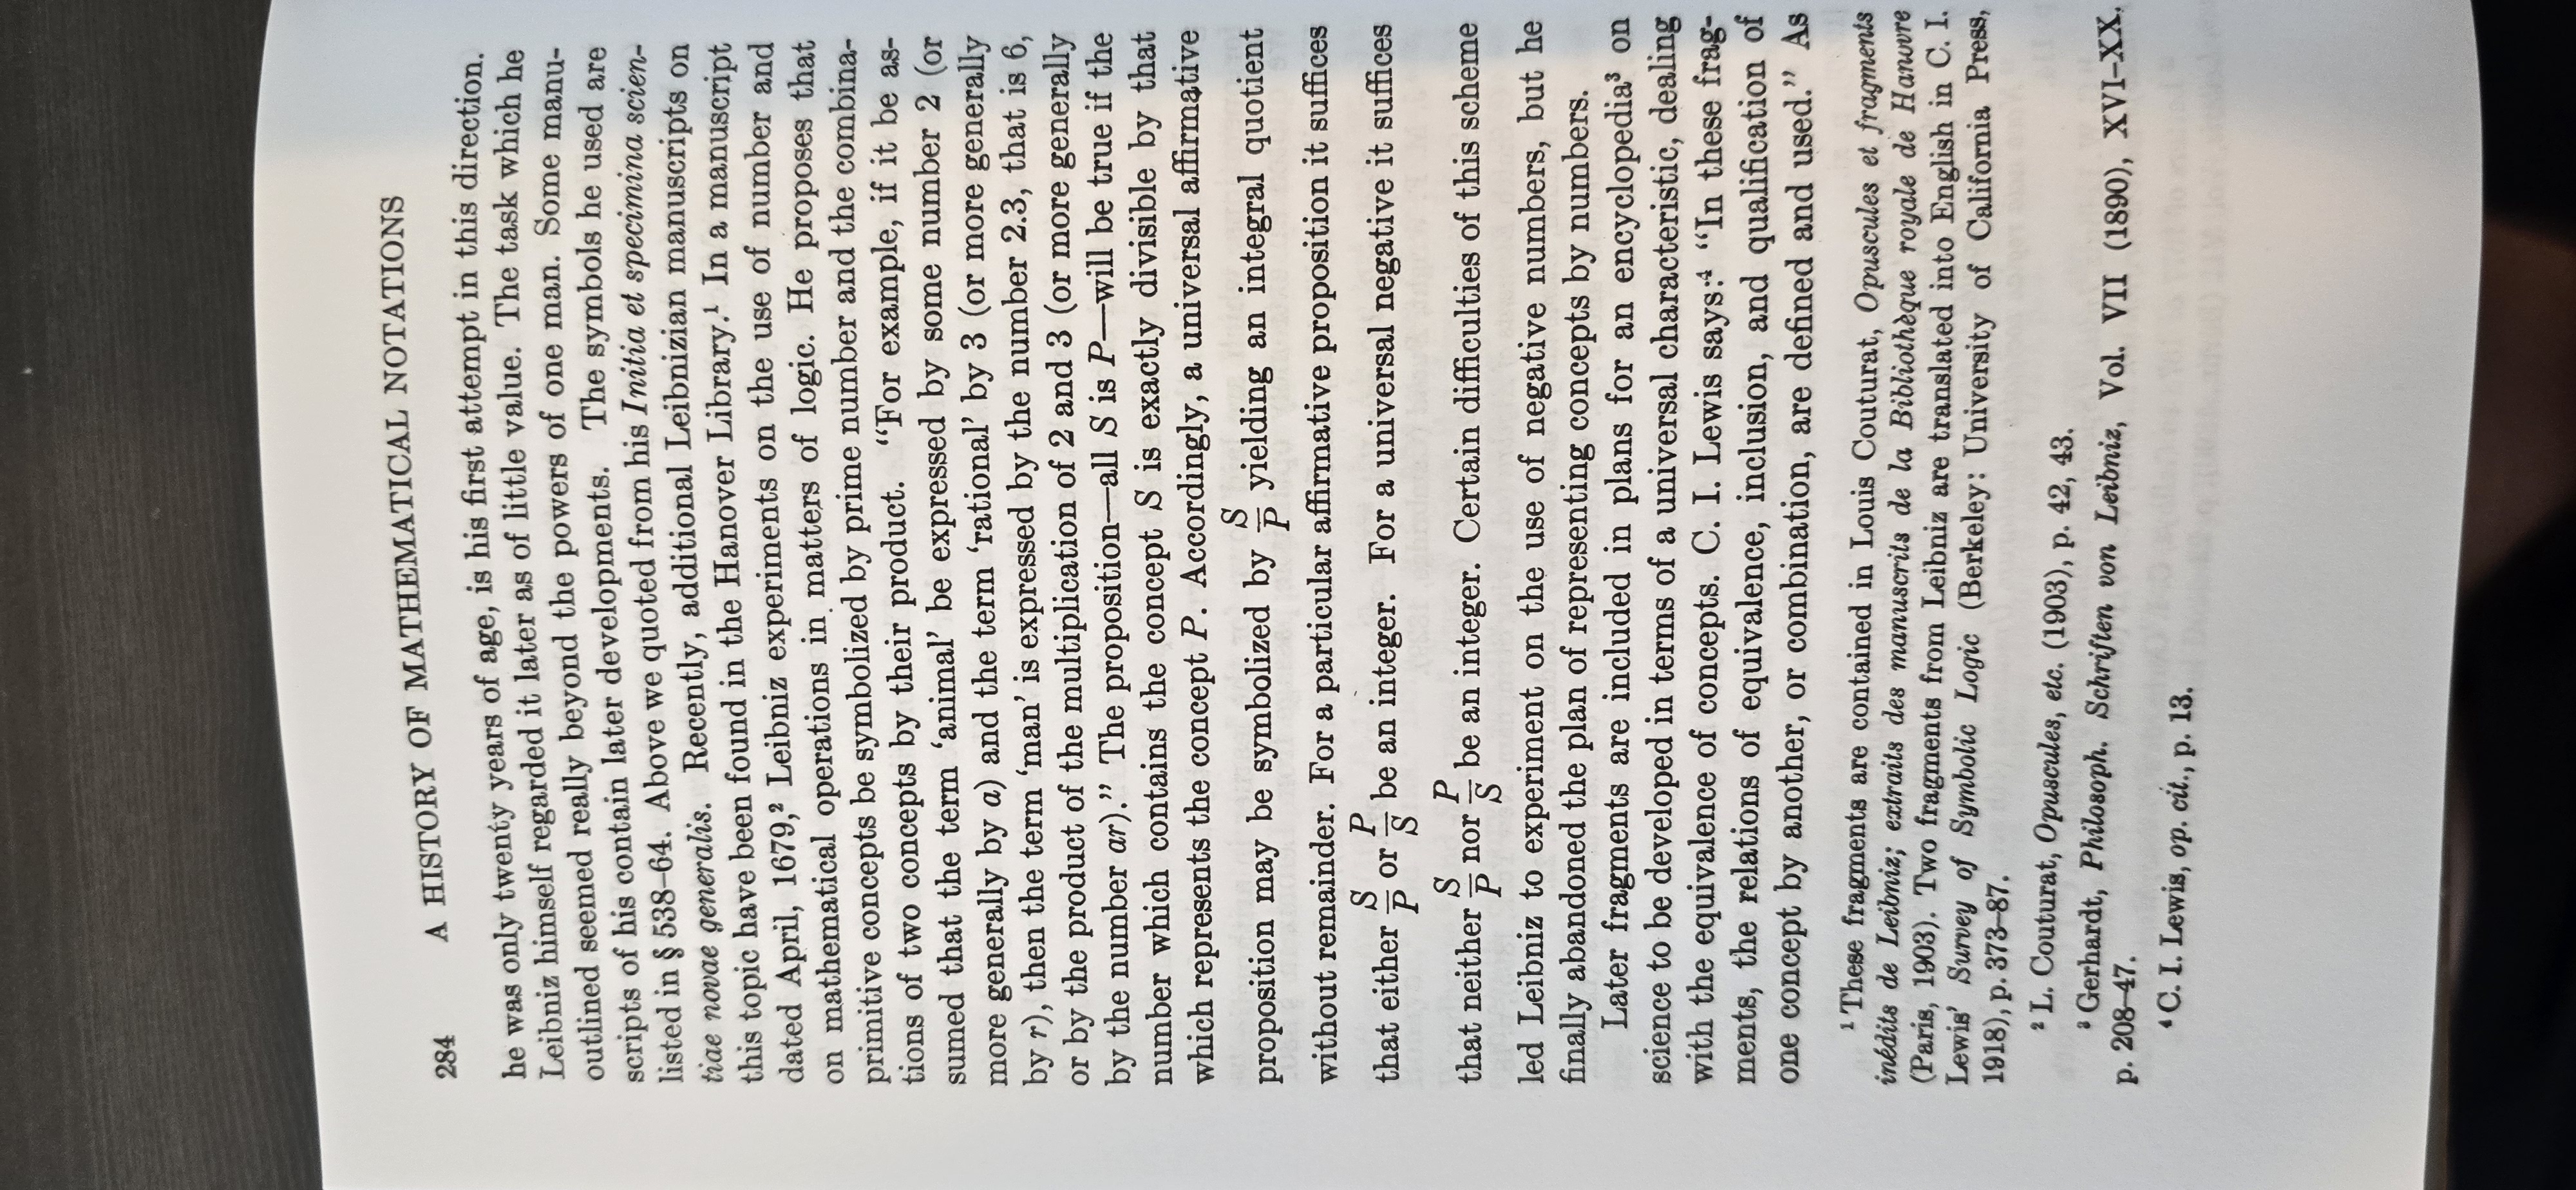 284 A HISTORY OF MATHEMATICAL NOTATIONS
he was only twenty years of age, is his first attempt in this direction.
Leibniz himself regarded it later as of little value. The task which he
outlined seemed really beyond the powers of one man. Some manu-
scripts of his contain later developments. The symbols he used are
listed in § 538–64. Above we quoted from his Initia et specimina scien-
tiae novae generalis. Recently, additional Leibnizian manuscripts on
this topic have been found in the Hanover Library.¹ In a manuscript
dated April, 1679,² Leibniz experiments on the use of number and
on mathematical operations in matters of logic. He proposes that
primitive concepts be symbolized by prime number and the combina-
tions of two concepts by their product. “For example, if it be as-
sumed that the term ‘animal’ be expressed by some number 2 (or
more generally by a) and the term ‘rational’ by 3 (or more generally
by r), then the term ‘man’ is expressed by the number 2.3, that is 6,
or by the product of the multiplication of 2 and 3 (or more generally
by the number ar).” The proposition—all S is P—will be true if the
number which contains the concept S is exactly divisible by that
which represents the concept P. Accordingly, a universal affirmative
proposition may be symbolized by S/P yielding an integral quotient
without remainder. For a particular affirmative proposition it suffices
that either S/P or P/S be an integer. For a universal negative it suffices
that neither S/P nor P/S be an integer. Certain difficulties of this scheme
led Leibniz to experiment on the use of negative numbers, but he
finally abandoned the plan of representing concepts by numbers.
Later fragments are included in plans for an encyclopedia³ on
science to be developed in terms of a universal characteristic, dealing
with the equivalence of concepts. C. I. Lewis says:⁴ “In these frag-
ments, the relations of equivalence, inclusion, and qualification of
one concept by another, or combination, are defined and used.” As
¹ These fragments are contained in Louis Couturat, Opuscules et fragments
inédits de Leibniz; extraits des manuscrits de la Bibliothèque royale de Hanovre
(Paris, 1903). Two fragments from Leibniz are translated into English in C. I.
Lewis’ Survey of Symbolic Logic (Berkeley: University of California Press,
1918), p. 373–87.
² L. Couturat, Opuscules, etc. (1903), p. 42, 43.
³ Gerhardt, Philosoph. Schriften von Leibniz, Vol. VII (1890), XVI–XX,
p. 208–47.
⁴ C. I. Lewis, op. cit., p. 13.